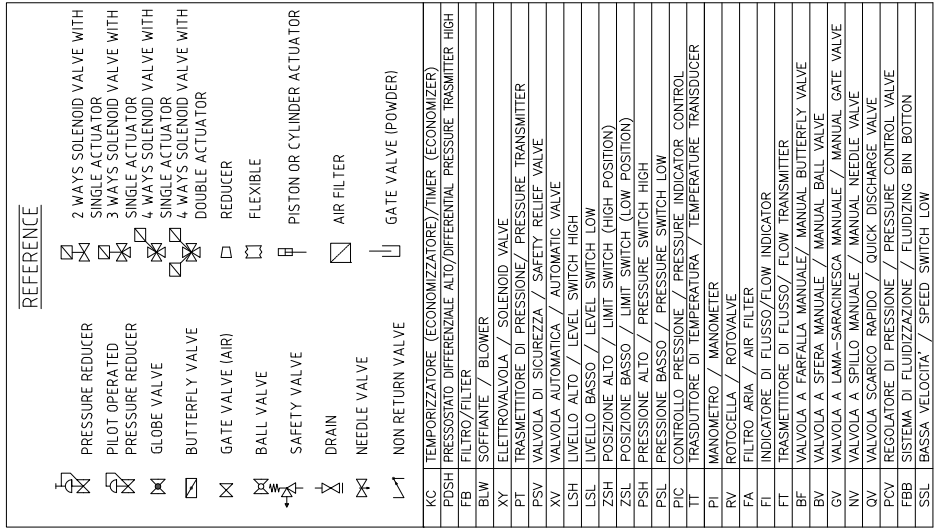 REFERENCE
PRESSURE REDUCER
PILOT OPERATED
PRESSURE REDUCER
GLOBE VALVE
BUTTERFLY VALVE
GATE VALVE (AIR)
BALL VALVE
SAFETY VALVE
DRAIN
NEEDLE VALVE
NON RETURN VALVE
2 WAYS SOLENOID VALVE WITH
SINGLE ACTUATOR
3 WAYS SOLENOID VALVE WITH
SINGLE ACTUATOR
4 WAYS SOLENOID VALVE WITH
SINGLE ACTUATOR
4 WAYS SOLENOID VALVE WITH
DOUBLE ACTUATOR
REDUCER
FLEXIBLE
PISTON OR CYLINDER ACTUATOR
AIR FILTER
GATE VALVE (POWDER)
KC TEMPORIZZATORE (ECONOMIZZATORE)/TIMER (ECONOMIZER)
PDSH PRESSOSTATO DIFFERENZIALE ALTO/DIFFERENTIAL PRESSURE TRASMITTER HIGH
FB FILTRO/FILTER
BLW SOFFIANTE / BLOWER
XY ELETTROVALVOLA / SOLENOID VALVE
PT TRASMETTITORE DI PRESSIONE/ PRESSURE TRANSMITTER
PSV VALVOLA DI SICUREZZA / SAFETY RELIEF VALVE
XV VALVOLA AUTOMATICA / AUTOMATIC VALVE
LSH LIVELLO ALTO / LEVEL SWITCH HIGH
LSL LIVELLO BASSO / LEVEL SWITCH LOW
ZSH POSIZIONE ALTO / LIMIT SWITCH (HIGH POSITION)
ZSL POSIZIONE BASSO / LIMIT SWITCH (LOW POSITION)
PSH PRESSIONE ALTO / PRESSURE SWITCH HIGH
PSL PRESSIONE BASSO / PRESSURE SWITCH LOW
PIC CONTROLLO PRESSIONE / PRESSURE INDICATOR CONTROL
TT TRASDUTTORE DI TEMPERATURA / TEMPERATURE TRANSDUCER
PI MANOMETRO / MANOMETER
RV ROTOCELLA / ROTOVALVE
FA FILTRO ARIA / AIR FILTER
FI INDICATORE DI FLUSSO/FLOW INDICATOR
FT TRASMETTITORE DI FLUSSO/ FLOW TRANSMITTER
BF VALVOLA A FARFALLA MANUALE/ MANUAL BUTTERFLY VALVE
BV VALVOLA A SFERA MANUALE / MANUAL BALL VALVE
GV VALVOLA A LAMA-SARACINESCA MANUALE / MANUAL GATE VALVE
NV VALVOLA A SPILLO MANUALE / MANUAL NEEDLE VALVE
QV VALVOLA SCARICO RAPIDO / QUICK DISCHARGE VALVE
PCV REGOLATORE DI PRESSIONE / PRESSURE CONTROL VALVE
FBB SISTEMA DI FLUIDIZZAZIONE / FLUIDIZING BIN BOTTON
SSL BASSA VELOCITA' / SPEED SWITCH LOW